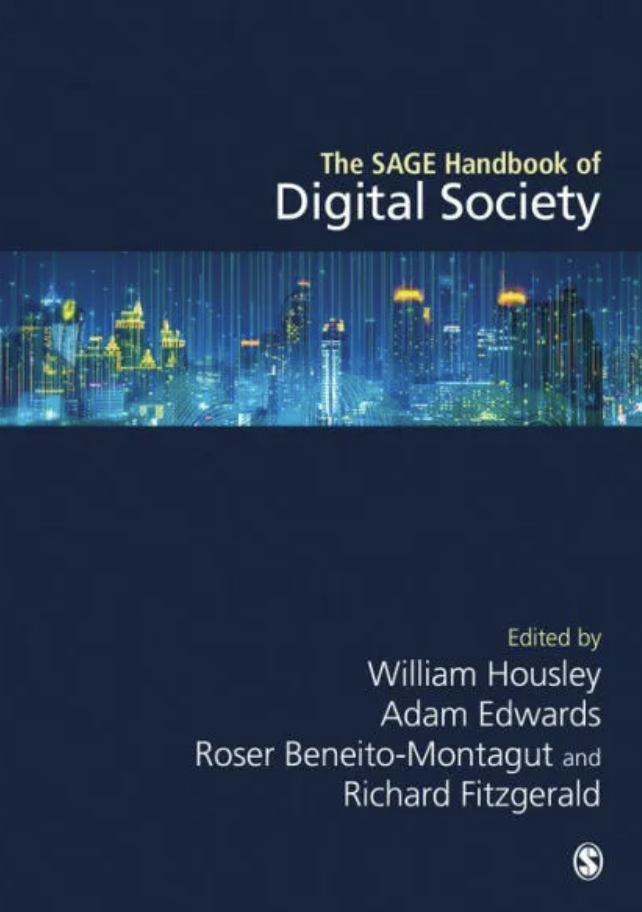 The SAGE Handbook of
Digital Society
Edited by
William Housley
Adam Edwards
Roser Beneito-Montagut and
Richard Fitzgerald
S